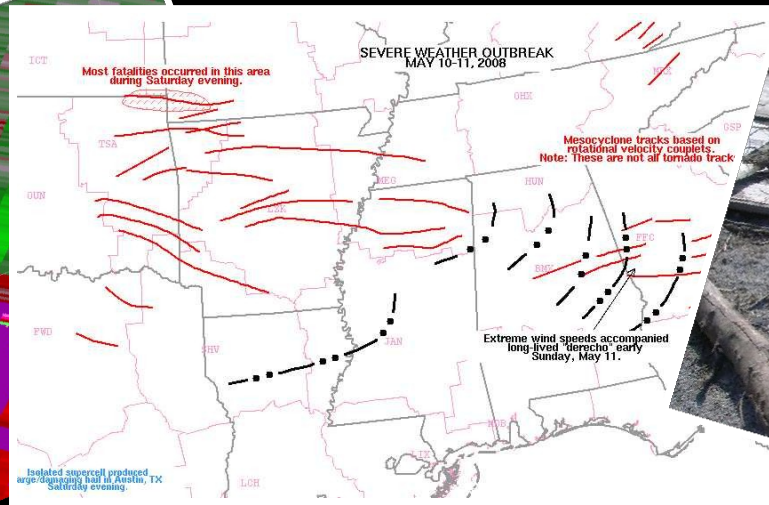 SEVERE WEATHER OUTBREAK
MAY 10-11, 2008
ICT
Most fatalities occurred in this area
during Saturday evening.
MRX
OHX
GSP
TSA
Mesocyclone tracks based on
rotational velocity couplets.
Note: These are not all tornado track
MEG
HUN
OUN
LZK
FFC
BMX
FWD
SHV
JAN
Extreme wind speeds accompanied
long-lived "derecho" early
Sunday, May 11.
MOB
LIX
LCH
Isolated supercell produced
arge/damaging hail in Austin, TX
Saturday evening.